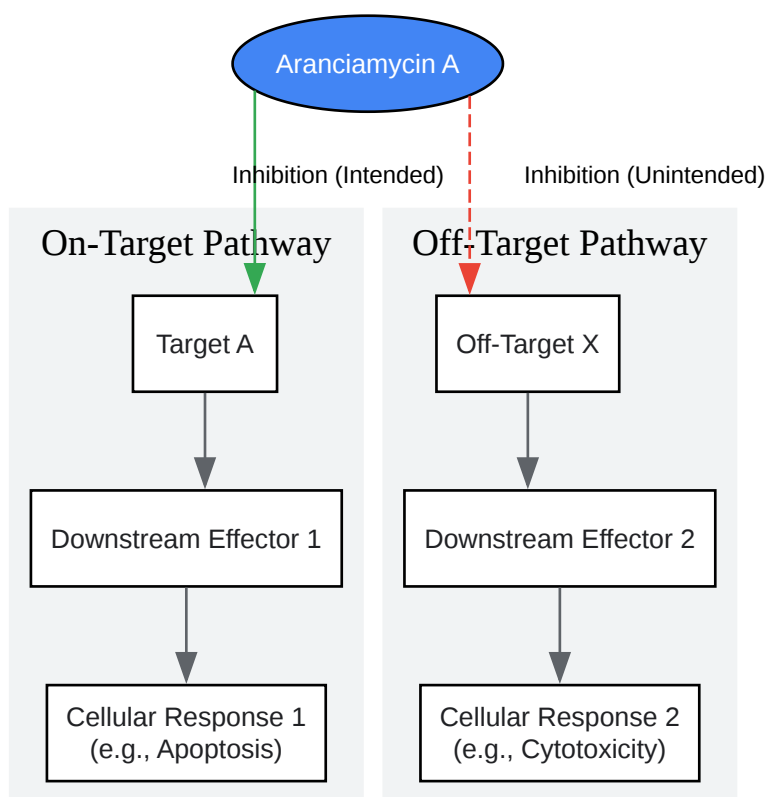 Aranciamycin A
Inhibition (Intended)
Inhibition (Unintended)
On-Target Pathway
Off-Target Pathway
Target A
Off-Target X
Downstream Effector 1
Downstream Effector 2
Cellular Response 1
(e.g., Apoptosis)
Cellular Response 2
(e.g., Cytotoxicity)